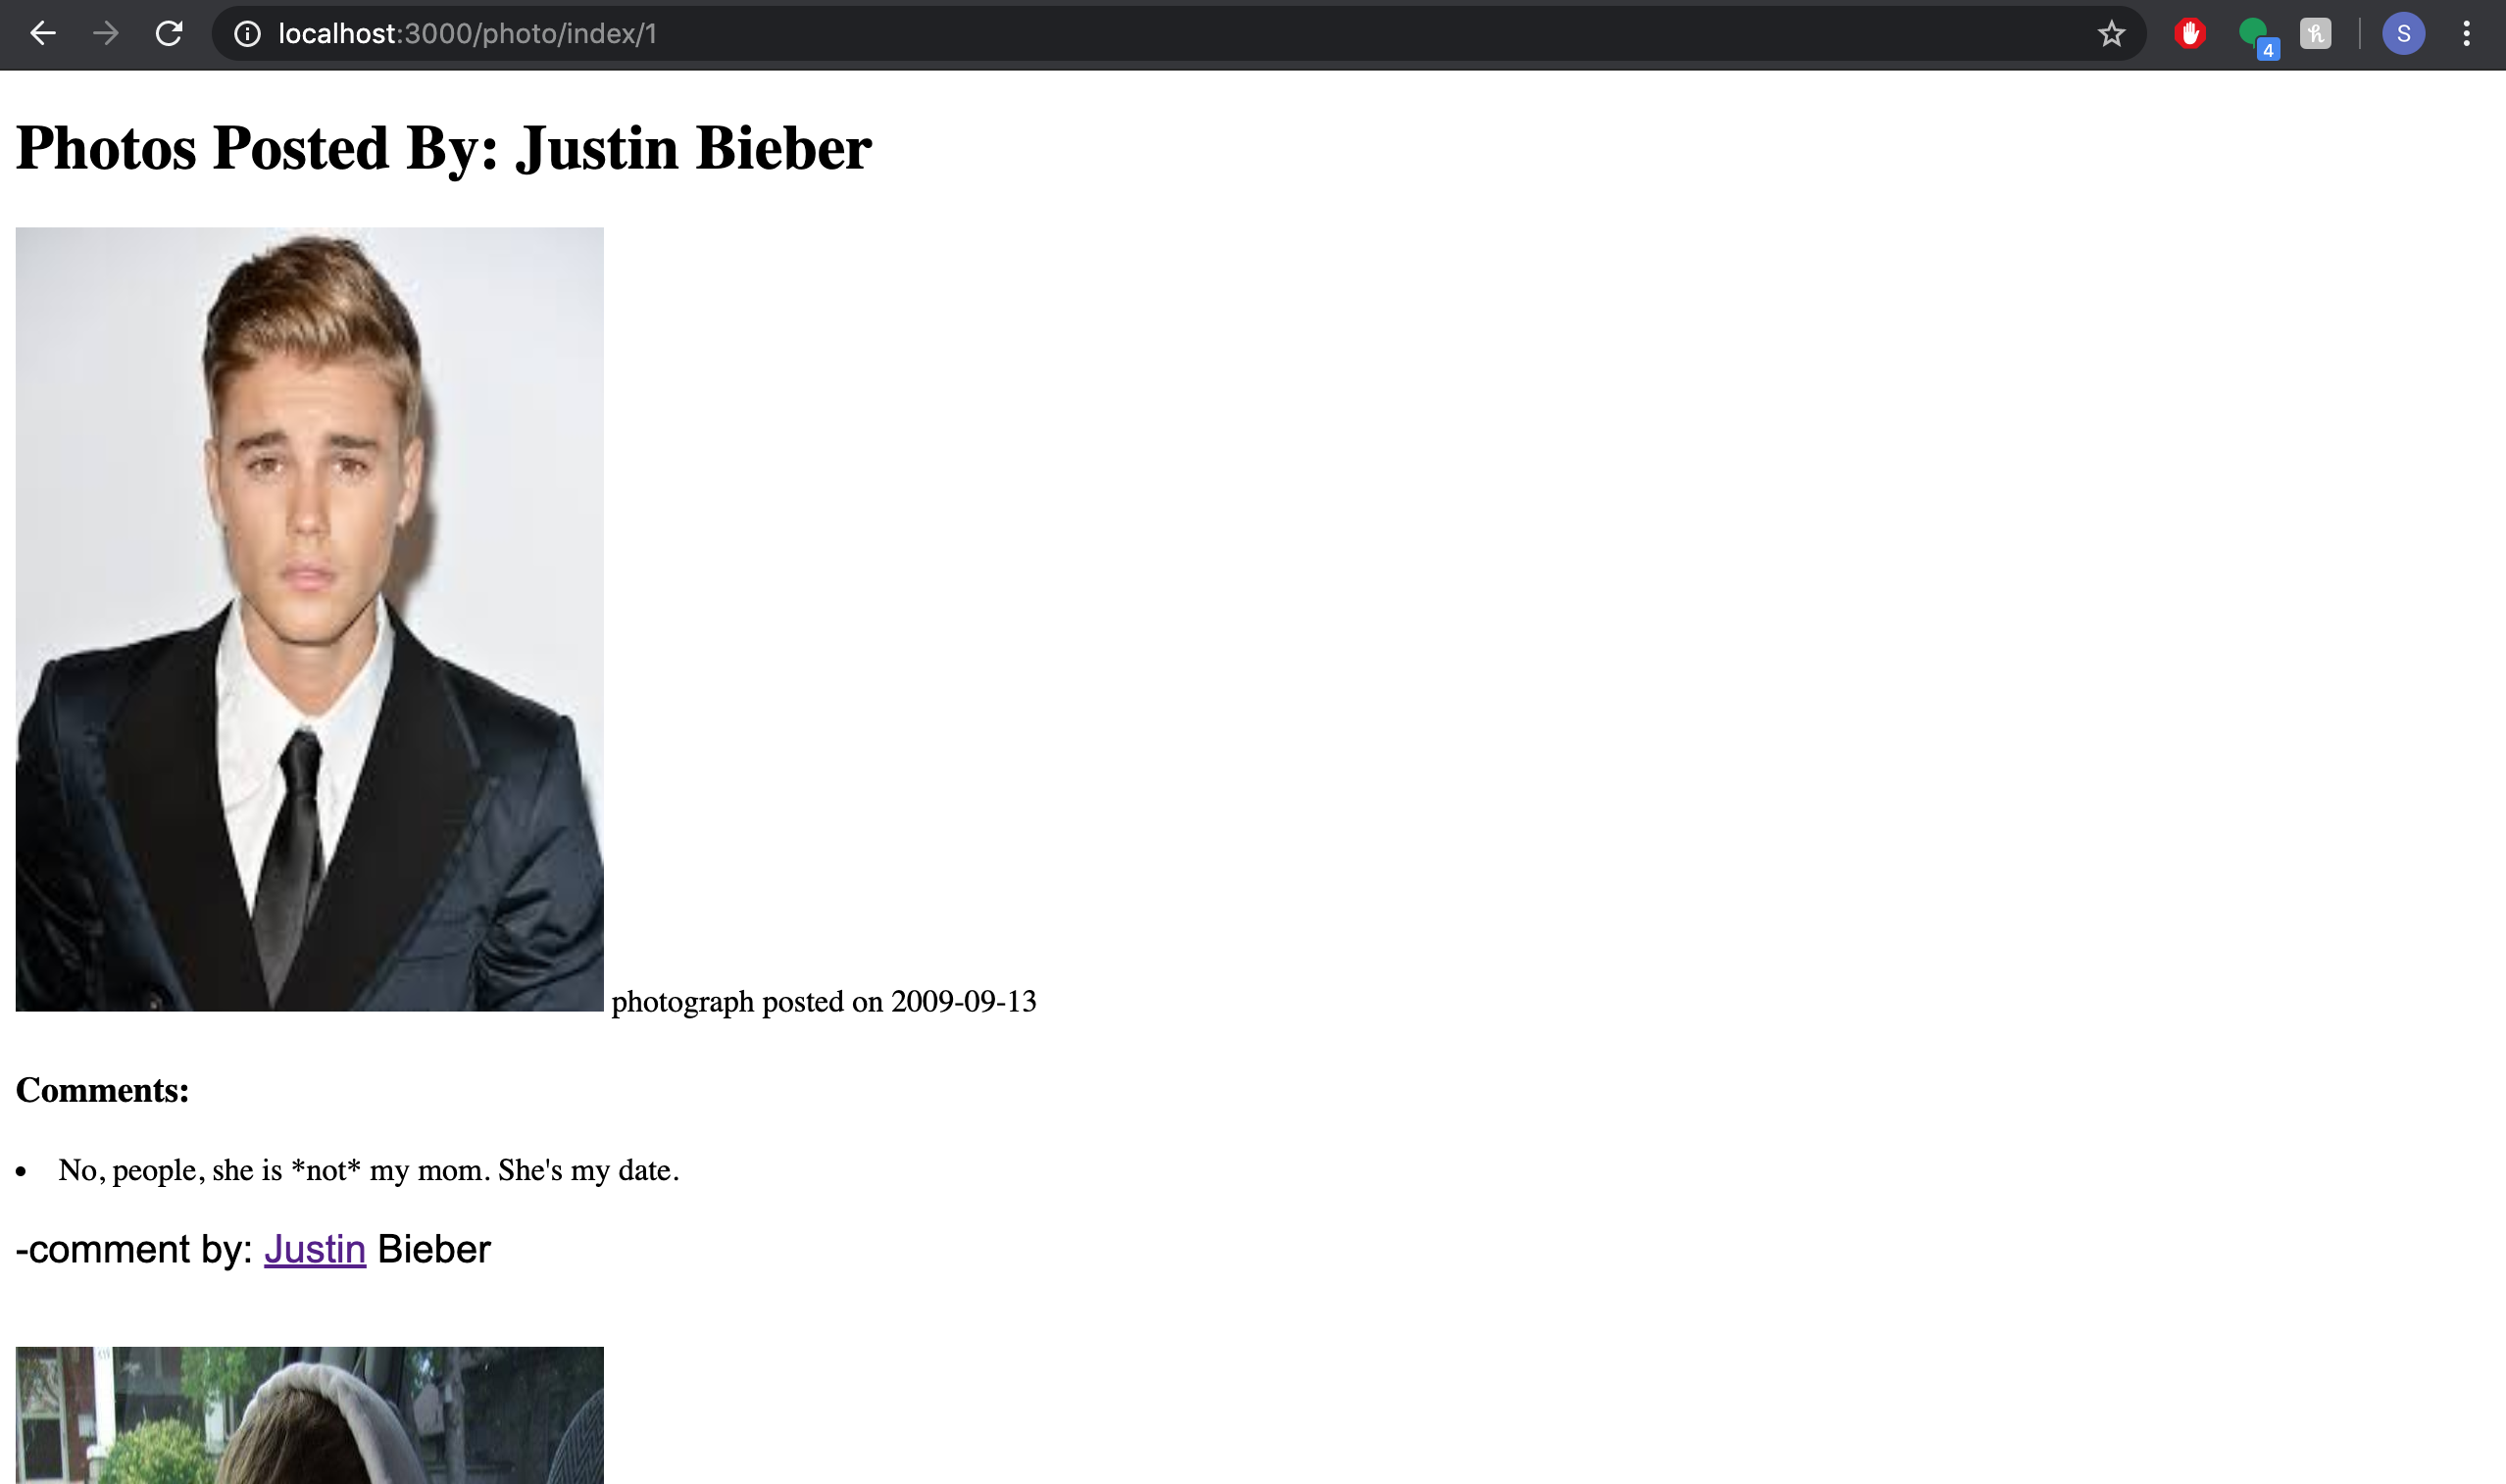 localhost:3000/photo/index/1
4
S
Photos Posted By: Justin Bieber
photograph posted on 2009-09-13
Comments:
• No, people, she is *not* my mom. She's my date.
-comment by: Justin Bieber